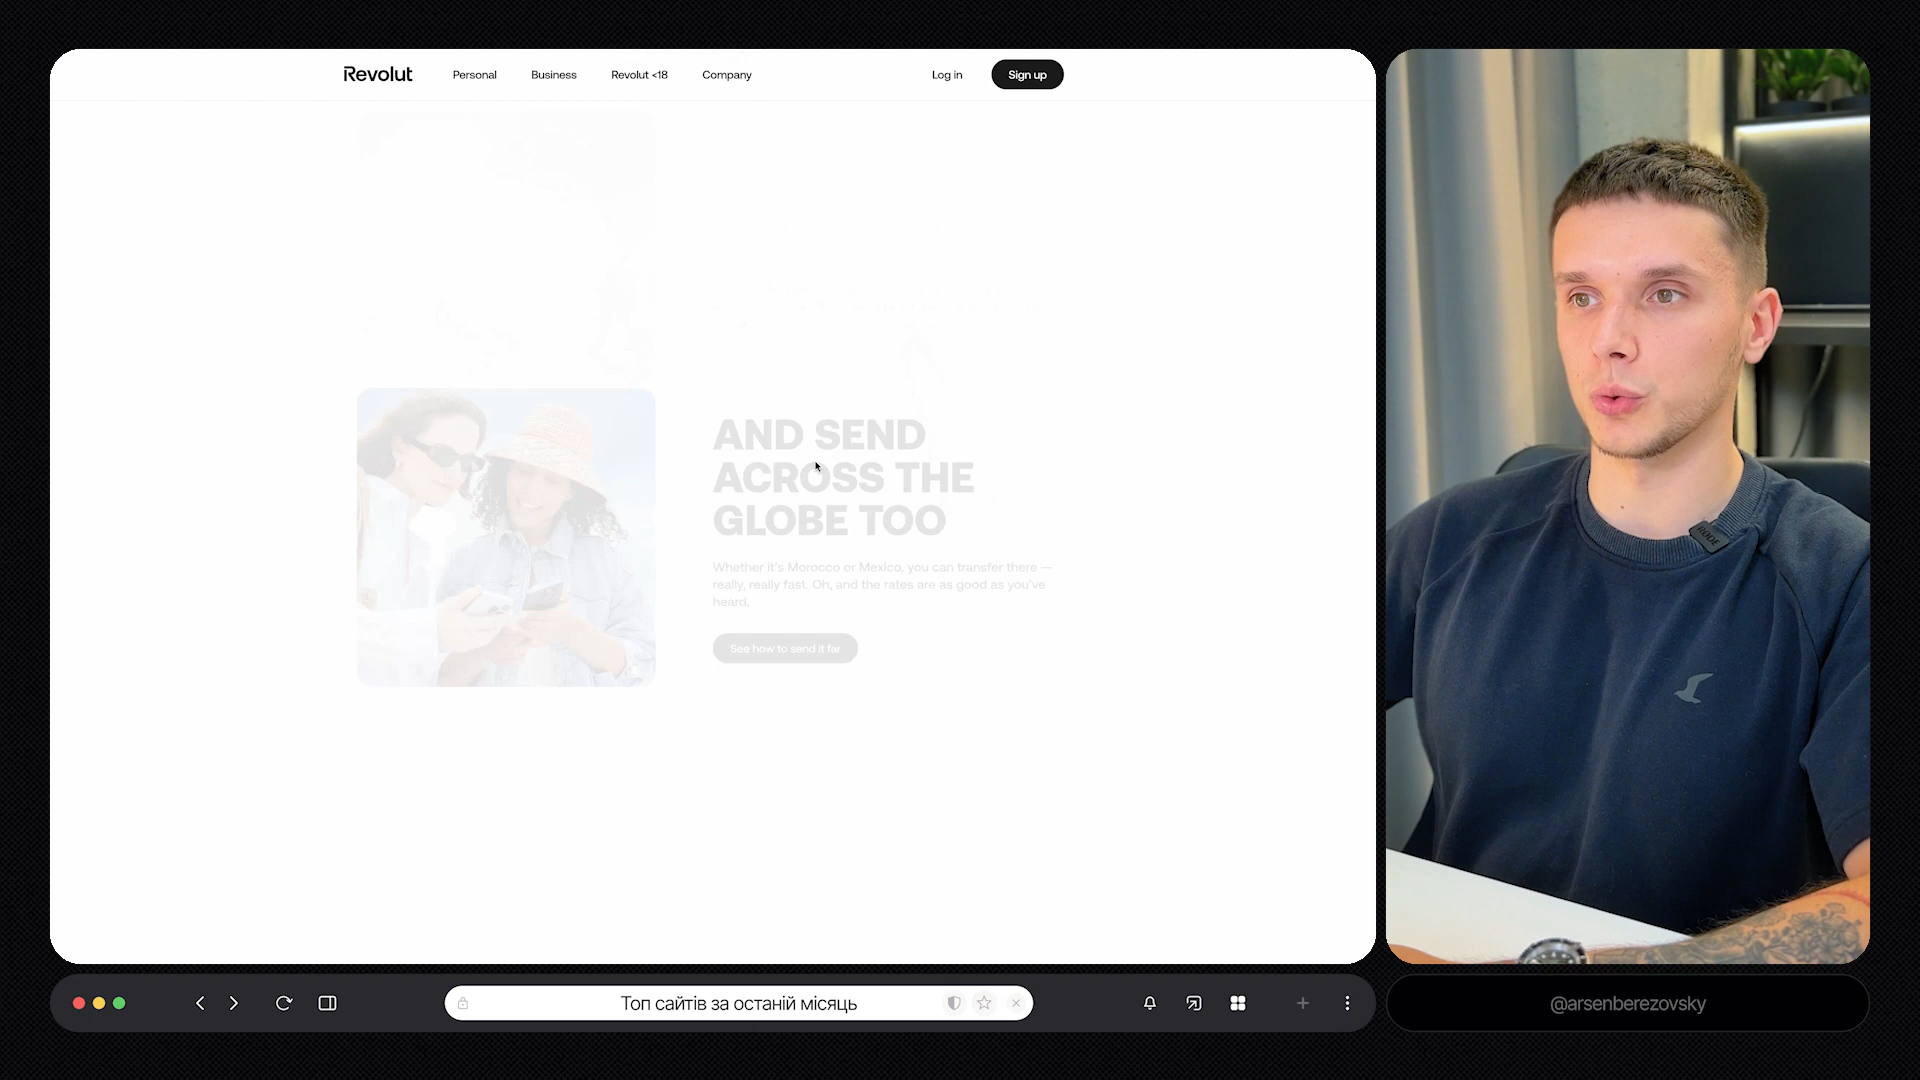 Revolut
Personal
Business
Revolut <18
Company
Log in
Sign up
AND SEND
ACROSS THE
GLOBE TOO
Whether it's Morocco or Mexico, you can transfer there —
really, really fast. Oh, and the rates are as good as you've
heard.
See how to send it far
RODE
Топ сайтів за останій місяць
@arsenberezovsky